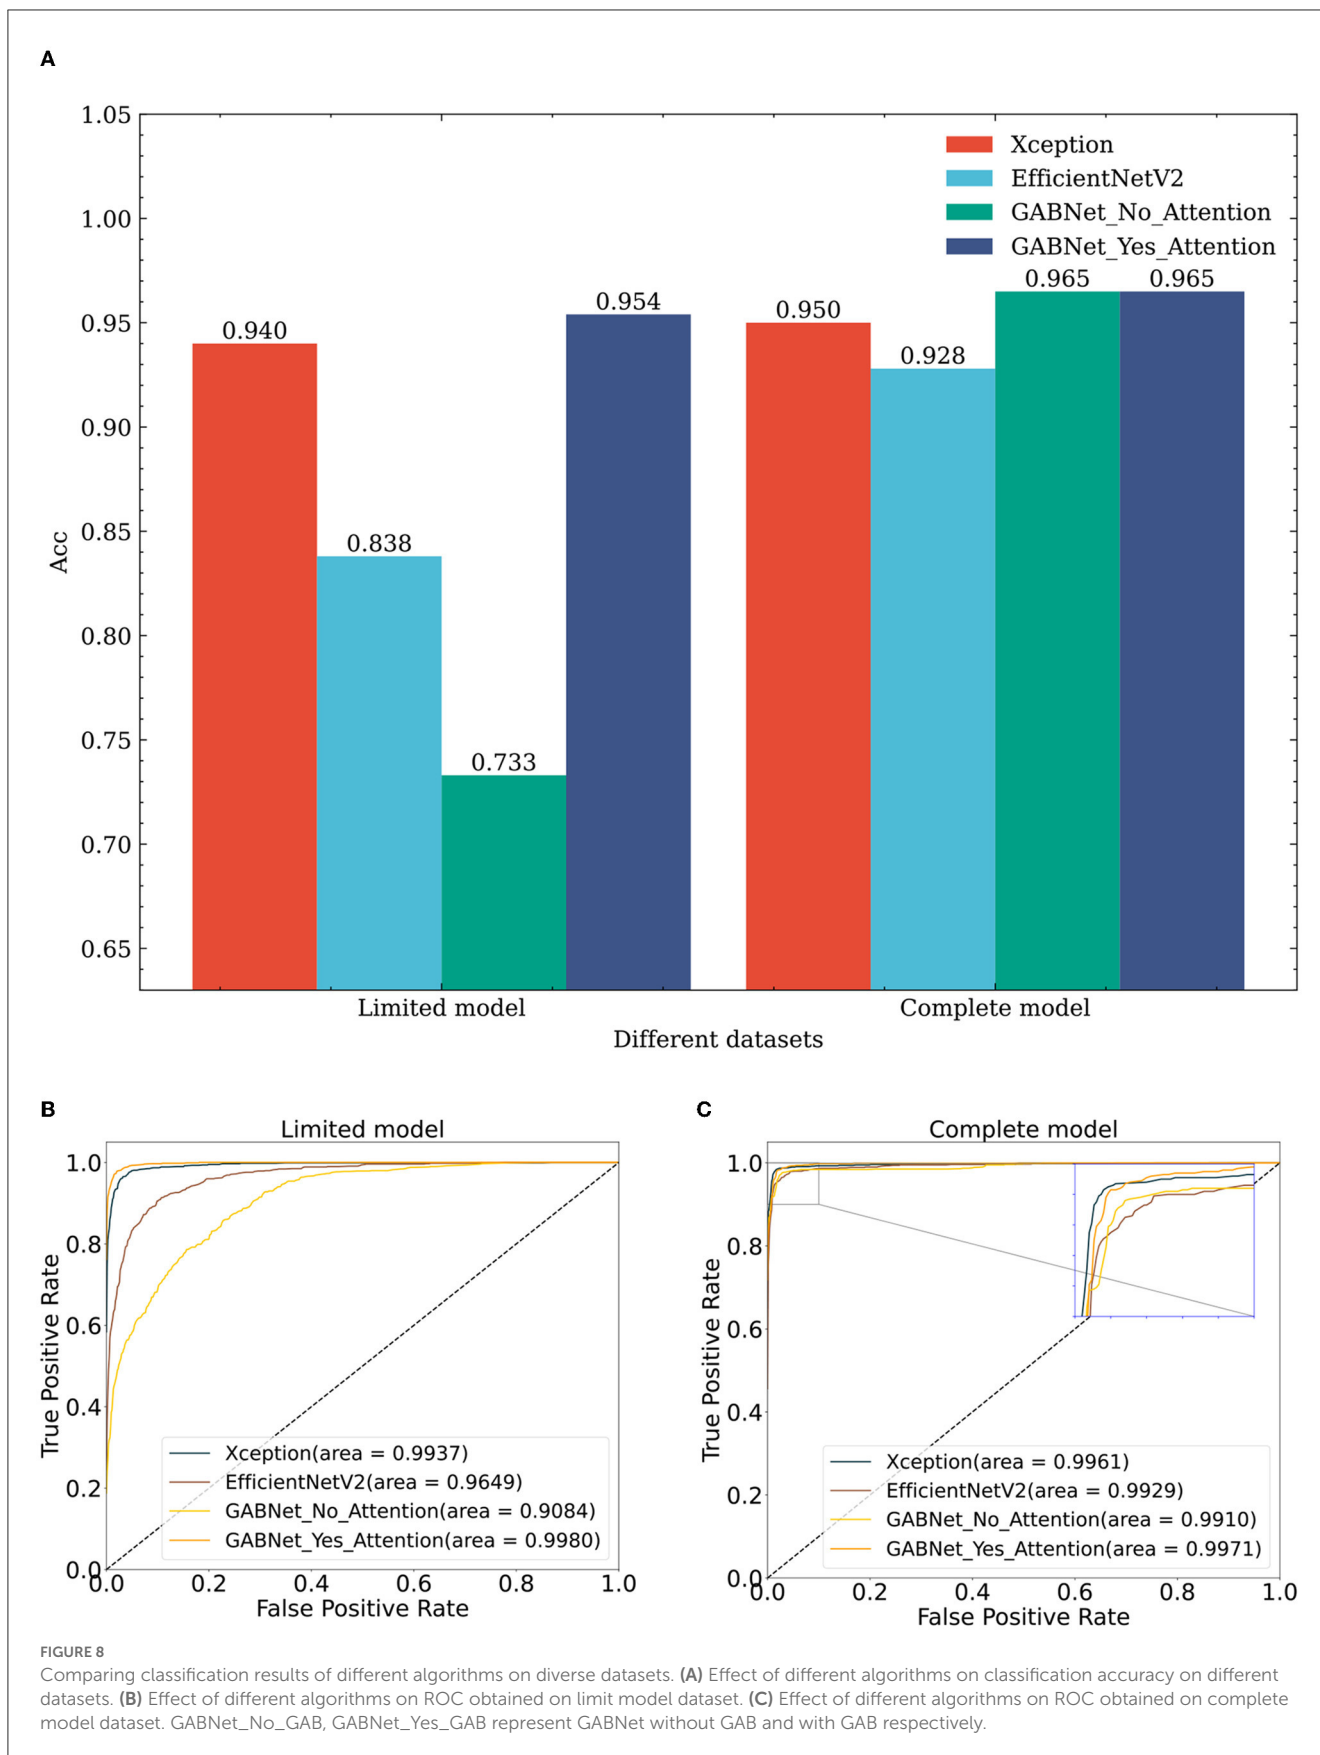 A
1.05
1.00
0.95
0.90
0.85
0.80
0.75
0.70
0.65
Acc
Xception
EfficientNetV2
GABNet_No_Attention
GABNet_Yes_Attention
0.940
0.838
0.733
0.954
0.950
0.928
0.965
0.965
Limited model
Complete model
Different datasets
B
Limited model
1.0
0.8
0.6
0.4
0.2
0.0
True Positive Rate
Xception(area = 0.9937)
EfficientNetV2(area = 0.9649)
GABNet_No_Attention(area = 0.9084)
GABNet_Yes_Attention(area = 0.9980)
0.0 0.2 0.4 0.6 0.8 1.0
False Positive Rate
C
Complete model
1.0
0.8
0.6
0.4
0.2
0.0
True Positive Rate
Xception(area = 0.9961)
EfficientNetV2(area = 0.9929)
GABNet_No_Attention(area = 0.9910)
GABNet_Yes_Attention(area = 0.9971)
0.0 0.2 0.4 0.6 0.8 1.0
False Positive Rate
FIGURE 8
Comparing classification results of different algorithms on diverse datasets. (A) Effect of different algorithms on classification accuracy on different
datasets. (B) Effect of different algorithms on ROC obtained on limit model dataset. (C) Effect of different algorithms on ROC obtained on complete
model dataset. GABNet_No_GAB, GABNet_Yes_GAB represent GABNet without GAB and with GAB respectively.